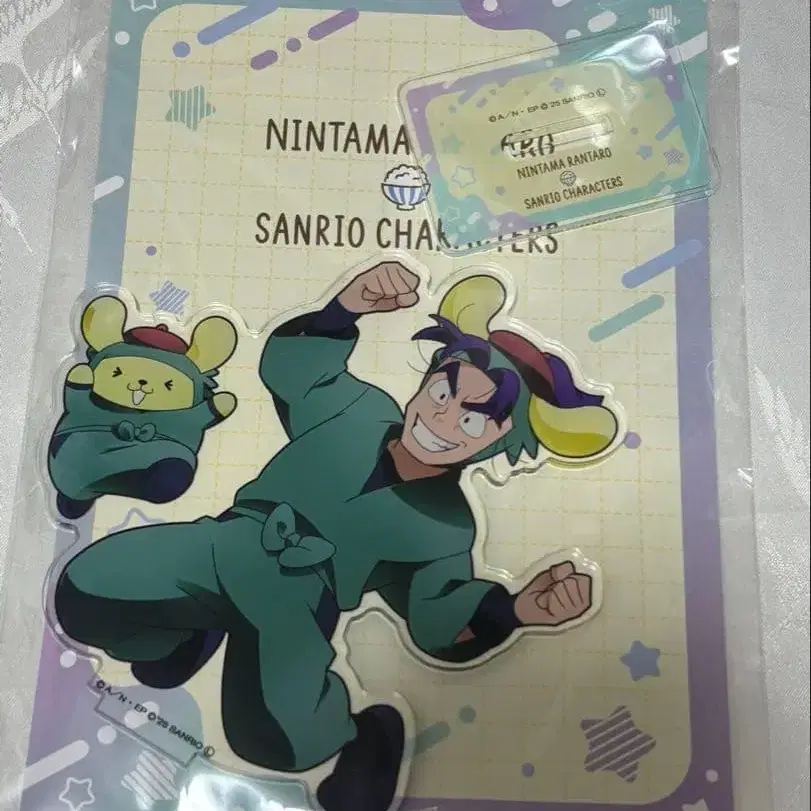 NINTAMA
SANRIO CHARACTERS
©A/N・EP ©'25 SANRIO Ⓛ
NINTAMA RANTARO
SANRIO CHARACTERS
©A/N・EP ©'25 SANRIO Ⓛ